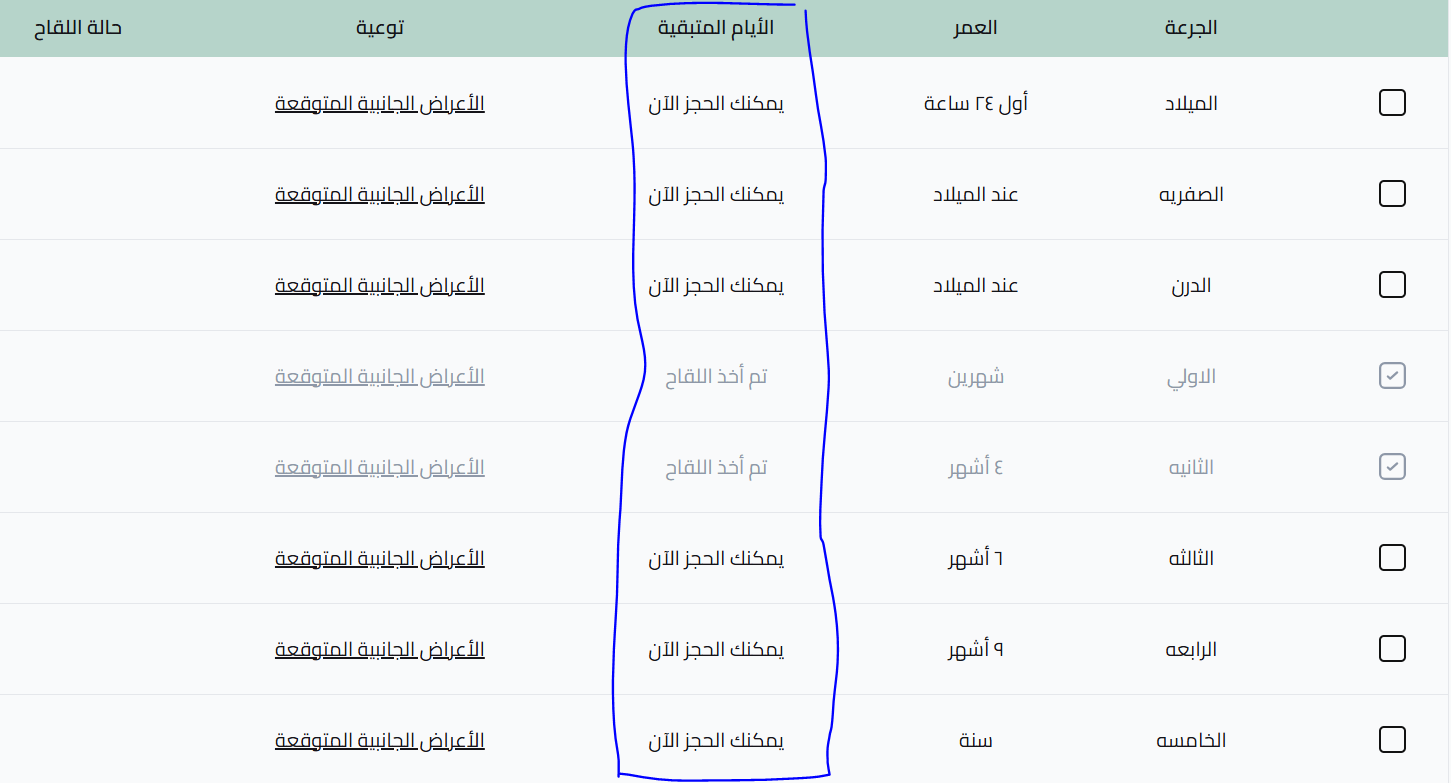 الجرعة العمر الأيام المتبقية توعية حالة اللقاح
الميلاد أول ٢٤ ساعة يمكنك الحجز الآن الأعراض الجانبية المتوقعة
الصفريه عند الميلاد يمكنك الحجز الآن الأعراض الجانبية المتوقعة
الدرن عند الميلاد يمكنك الحجز الآن الأعراض الجانبية المتوقعة
الاولي شهرين تم أخذ اللقاح الأعراض الجانبية المتوقعة
الثانيه ٤ أشهر تم أخذ اللقاح الأعراض الجانبية المتوقعة
الثالثه ٦ أشهر يمكنك الحجز الآن الأعراض الجانبية المتوقعة
الرابعه ٩ أشهر يمكنك الحجز الآن الأعراض الجانبية المتوقعة
الخامسه سنة يمكنك الحجز الآن الأعراض الجانبية المتوقعة